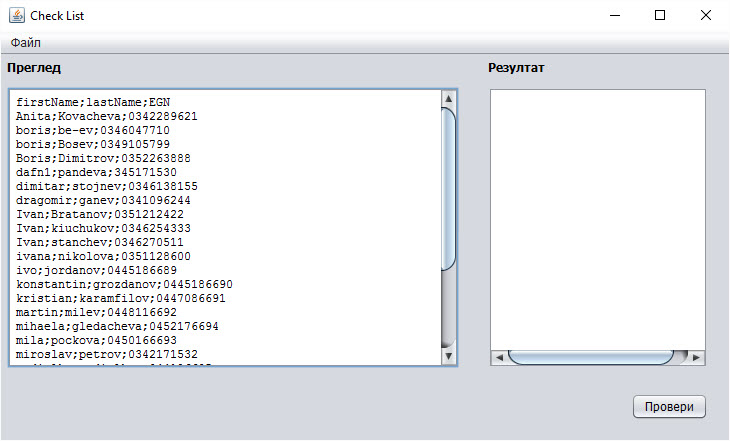 Check List
Файл
Преглед
Резултат
firstName;lastName;EGN
Anita;Kovacheva;0342289621
boris;be-ev;0346047710
boris;Bosev;0349105799
Boris;Dimitrov;0352263888
dafn1;pandeva;345171530
dimitar;stojnev;0346138155
dragomir;ganev;0341096244
Ivan;Bratanov;0351212422
Ivan;kiuchukov;0346254333
Ivan;stanchev;0346270511
ivana;nikolova;0351128600
ivo;jordanov;0445186689
konstantin;grozdanov;0445186690
kristian;karamfilov;0447086691
martin;milev;0448116692
mihaela;gledacheva;0452176694
mila;pockova;0450166693
miroslav;petrov;0342171532
Провери